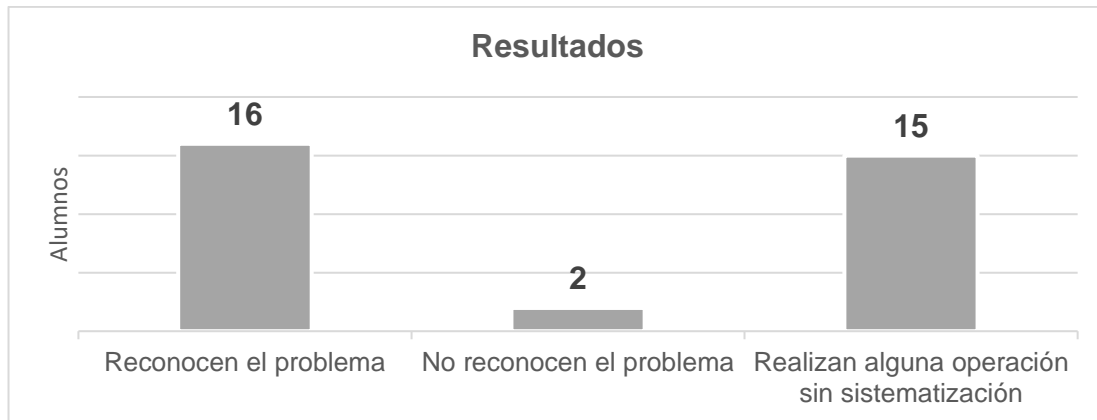 Resultados
16
2
15
Alumnos
Reconocen el problema
No reconocen el problema
Realizan alguna operación
sin sistematización